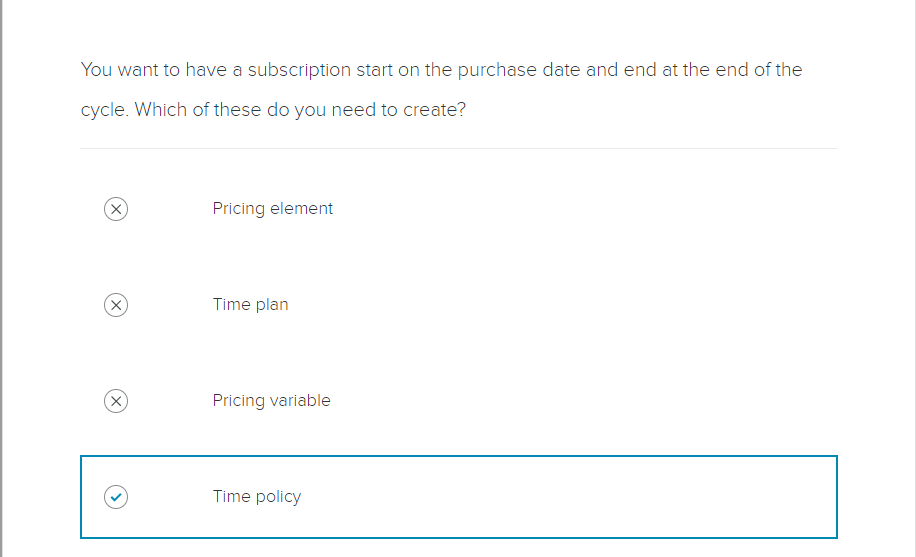 You want to have a subscription start on the purchase date and end at the end of the
cycle. Which of these do you need to create?
Pricing element
Time plan
Pricing variable
Time policy